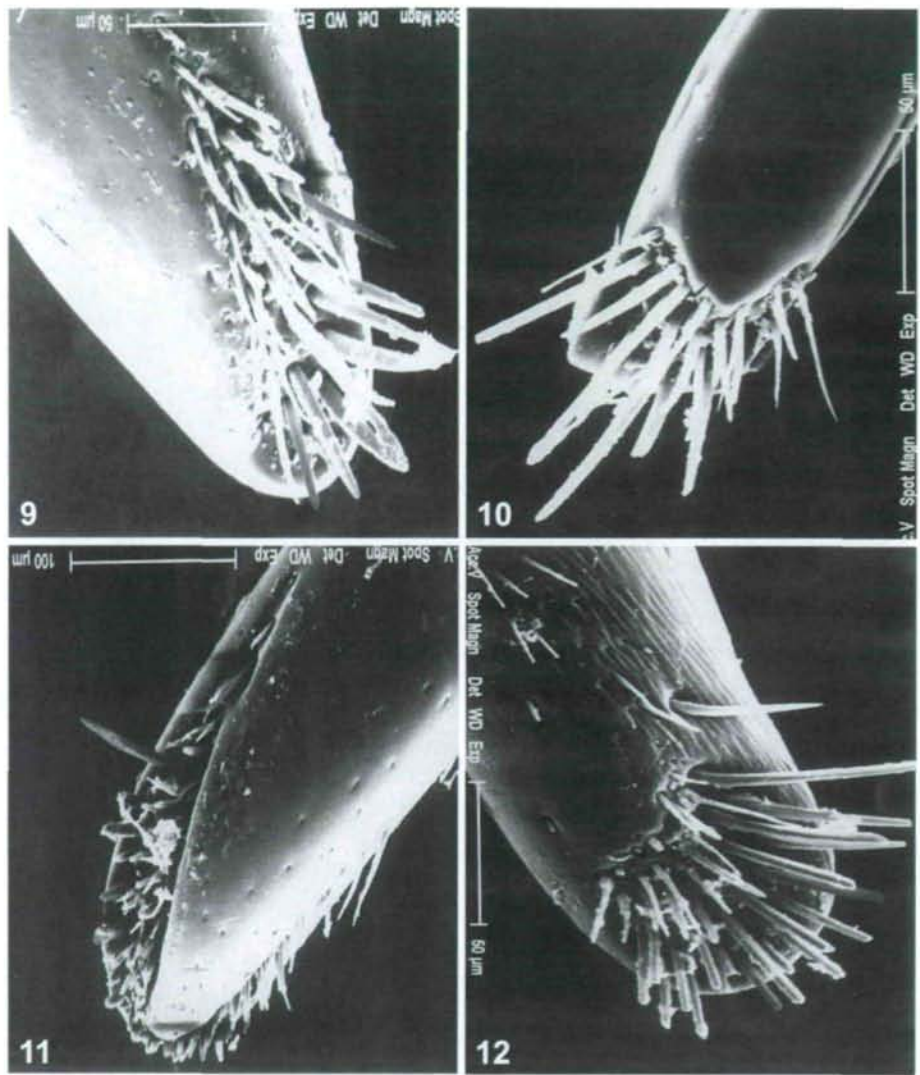 50 µm Det WD Exp
Spot Magn
9
50 µm
Spot Magn Det WD Exp
10
100 µm
V Spot Magn Det WD Exp
11
Spot Magn Det WD Exp
50 µm
12